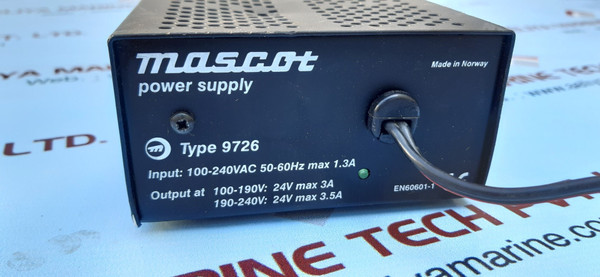 mascot
power supply
Made in Norway
Type 9726
Input: 100-240VAC 50-60Hz max 1.3A
Output at 100-190V: 24V max 3A
190-240V: 24V max 3.5A
EN60601-1
LTD.